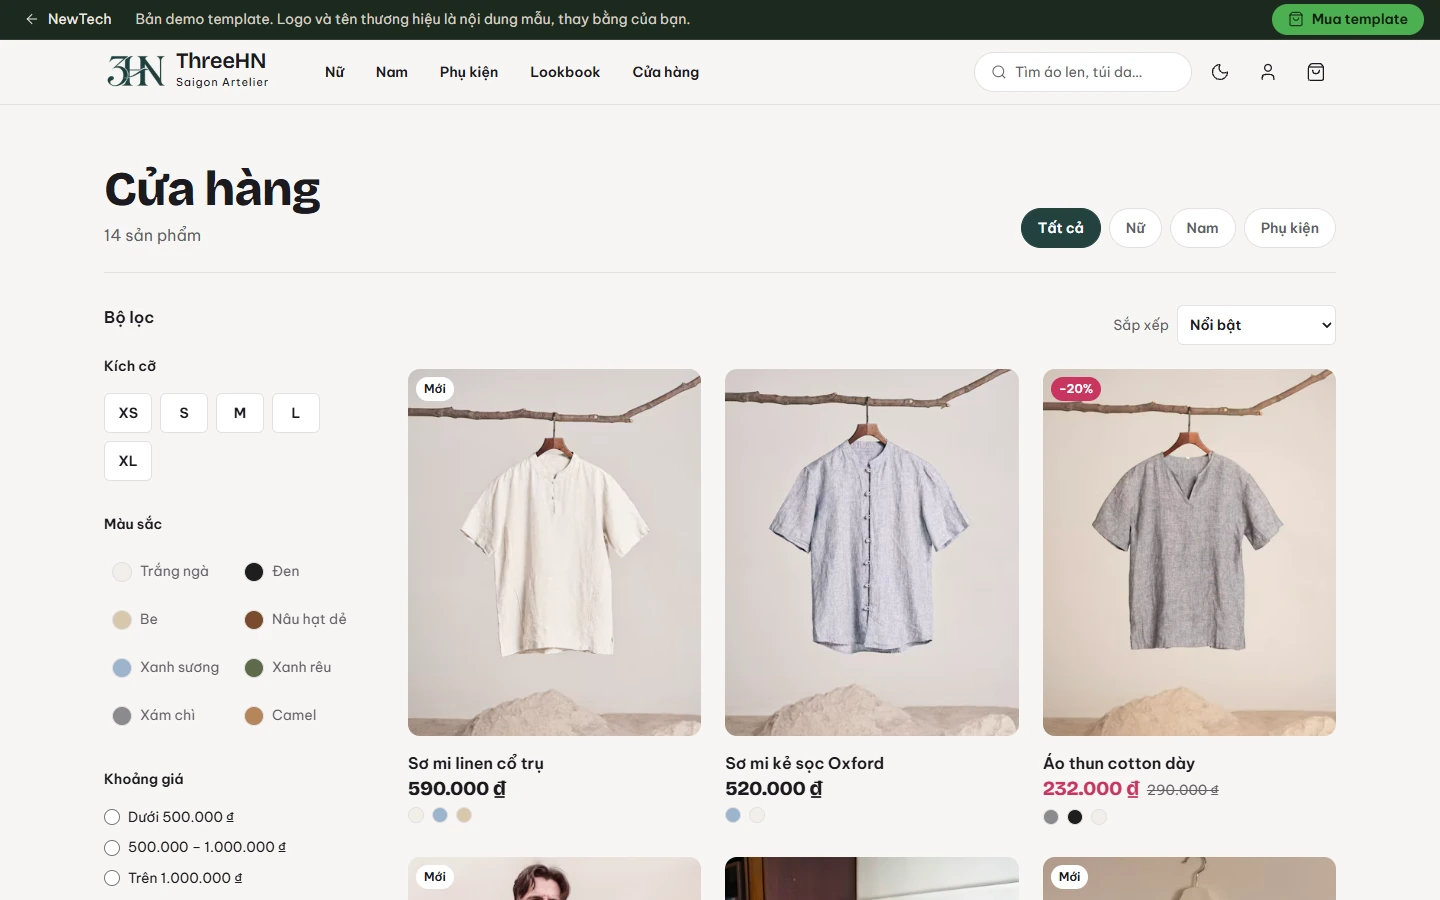 NewTech
Bản demo template. Logo và tên thương hiệu là nội dung mẫu, thay bằng của bạn.
Mua template
3HN
ThreeHN
Saigon Artelier
Nữ
Nam
Phụ kiện
Lookbook
Cửa hàng
Tìm áo len, túi da...
Cửa hàng
14 sản phẩm
Tất cả
Nữ
Nam
Phụ kiện
Bộ lọc
Sắp xếp
Nổi bật
Kích cỡ
XS
S
M
L
XL
Màu sắc
Trắng ngà
Đen
Be
Nâu hạt dẻ
Xanh sương
Xanh rêu
Xám chì
Camel
Khoảng giá
Dưới 500.000 ₫
500.000 – 1.000.000 ₫
Trên 1.000.000 ₫
Mới
Sơ mi linen cổ trụ
590.000 ₫
Sơ mi kẻ sọc Oxford
520.000 ₫
−20%
Áo thun cotton dày
232.000 ₫ 290.000 ₫
Mới
Mới